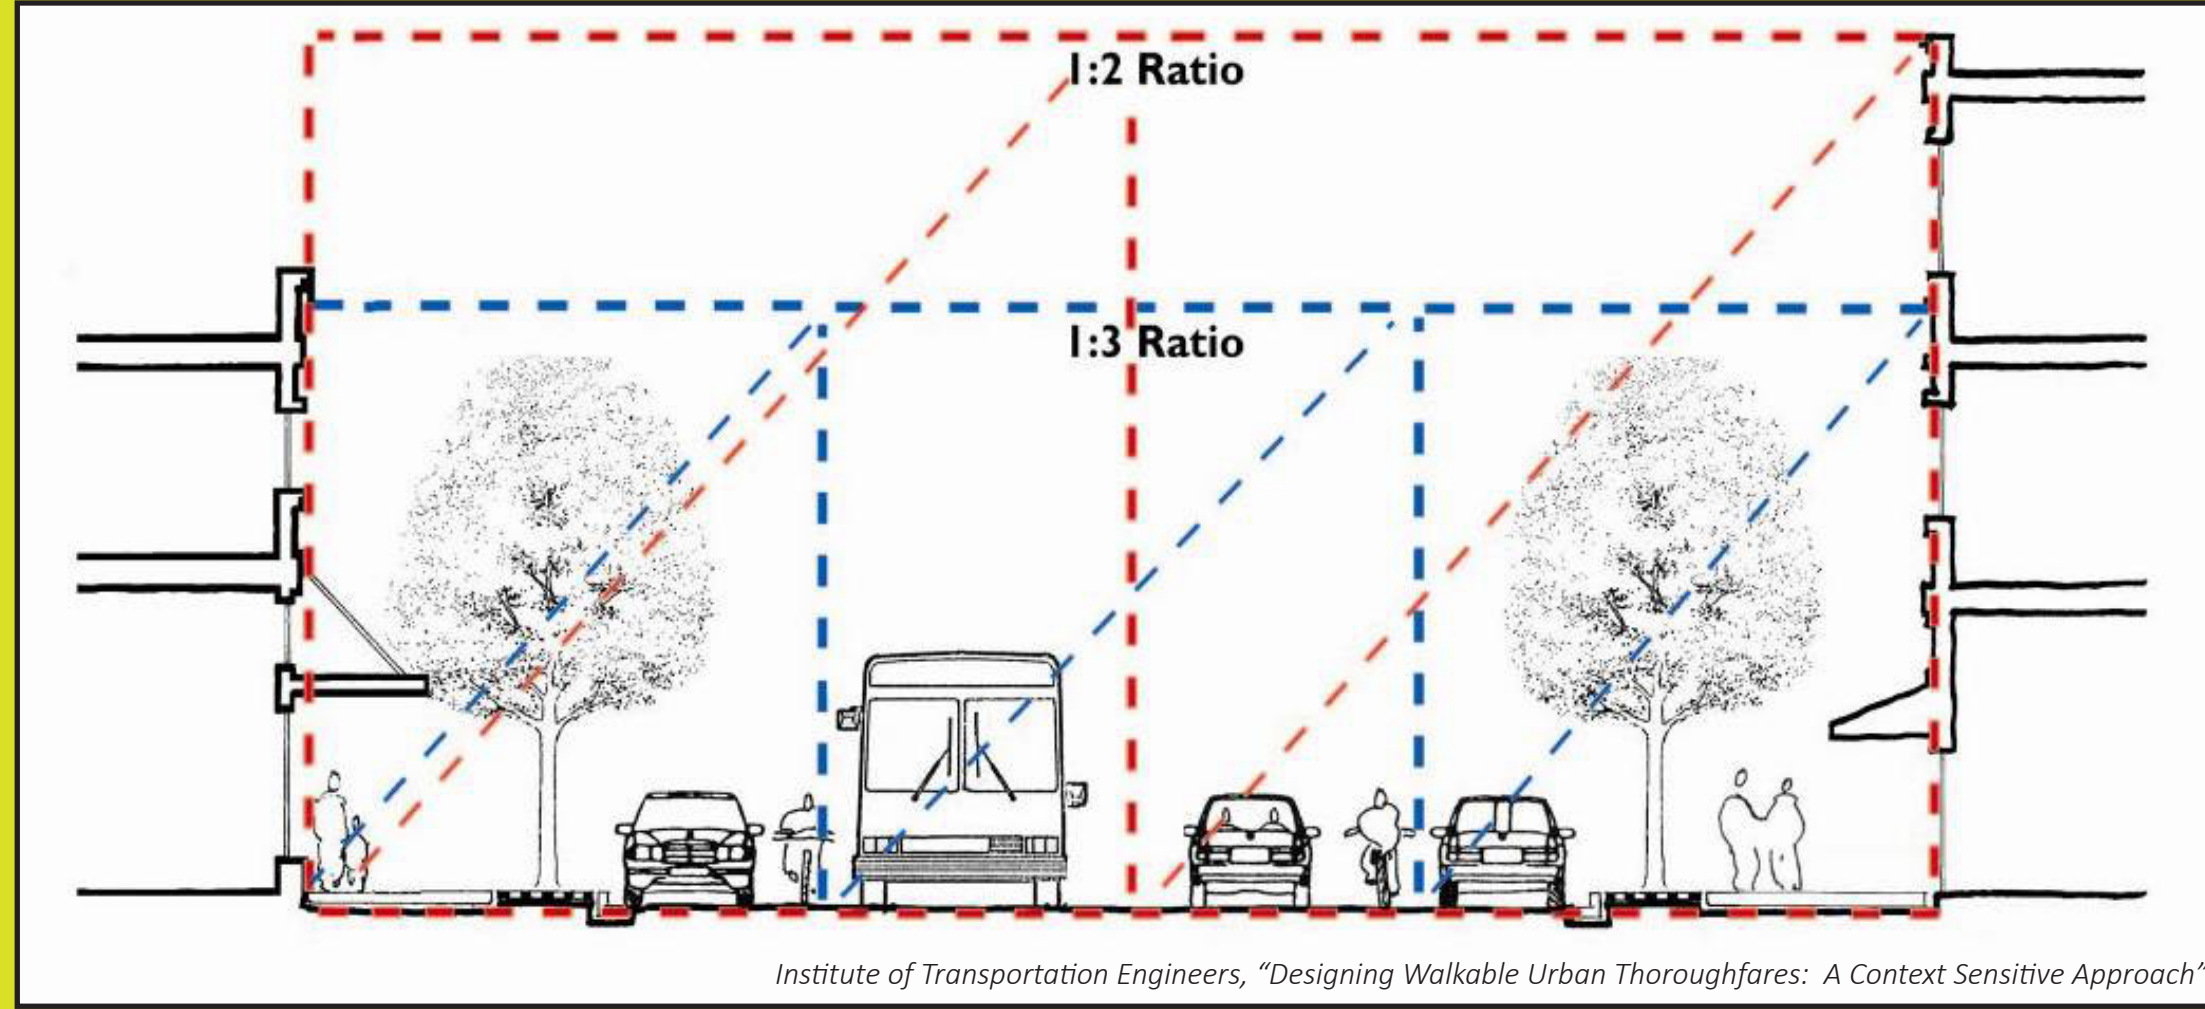 1:2 Ratio
1:3 Ratio
Institute of Transportation Engineers, “Designing Walkable Urban Thoroughfares:  A Context Sensitive Approach”